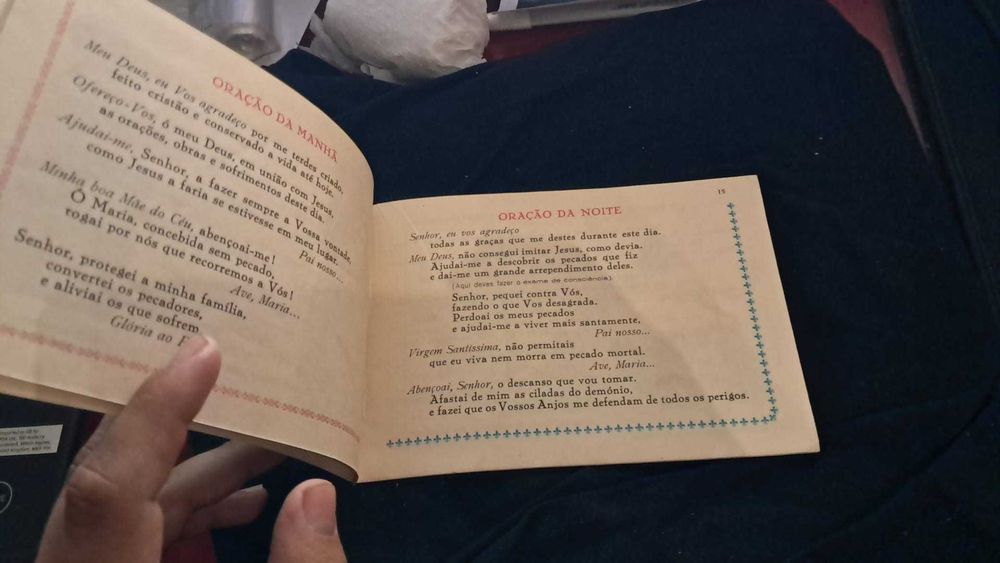 ORAÇÃO DA MANHÃ
Meu Deus, eu Vos agradeço por me terdes criado,
feito cristão e conservado a vida até hoje.
Ofereço-Vos, ó meu Deus, em união com Jesus,
as orações, obras e sofrimentos deste dia.
Ajudai-me, Senhor, a fazer sempre a Vossa vontade,
como Jesus a faria se estivesse em meu lugar.
Pai nosso...
Minha boa Mãe do Céu, abençoai-me!
Ó Maria, concebida sem pecado,
rogai por nós que recorremos a Vós!
Ave, Maria...
Senhor, protegei a minha família,
convertei os pecadores,
e aliviai os que sofrem
Glória ao
15
ORAÇÃO DA NOITE
Senhor, eu vos agradeço
todas as graças que me destes durante este dia.
Meu Deus, não consegui imitar Jesus, como devia.
Ajudai-me a descobrir os pecados que fiz
e dai-me um grande arrependimento deles.
(Aqui deves fazer o exame de consciência).
Senhor, pequei contra Vós,
fazendo o que Vos desagrada.
Perdoai os meus pecados
e ajudai-me a viver mais santamente.
Pai nosso...
Virgem Santíssima, não permitais
que eu viva nem morra em pecado mortal.
Ave, Maria...
Abençoai, Senhor, o descanso que vou tomar.
Afastai de mim as ciladas do demónio,
e fazei que os Vossos Anjos me defendam de todos os perigos.